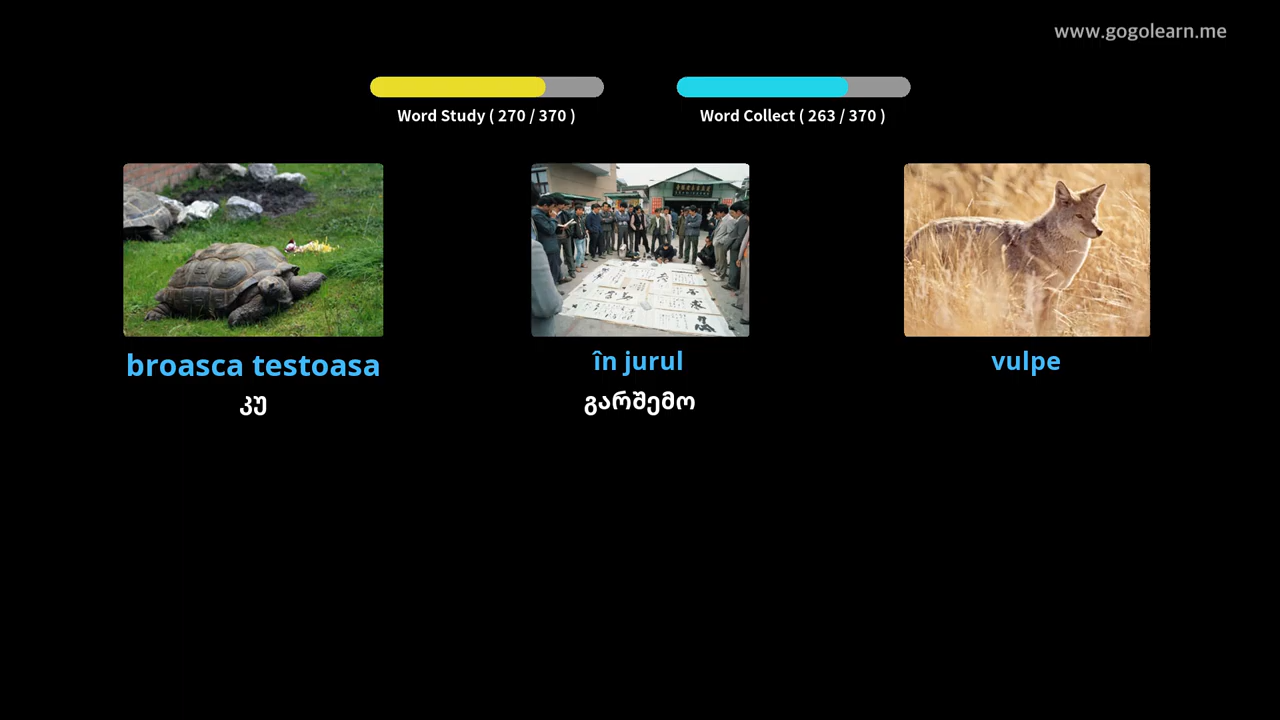 www.gogolearn.me
Word Study ( 270 / 370 )
Word Collect ( 263 / 370 )
broasca testoasa
în jurul
vulpe
კუ
გარშემო